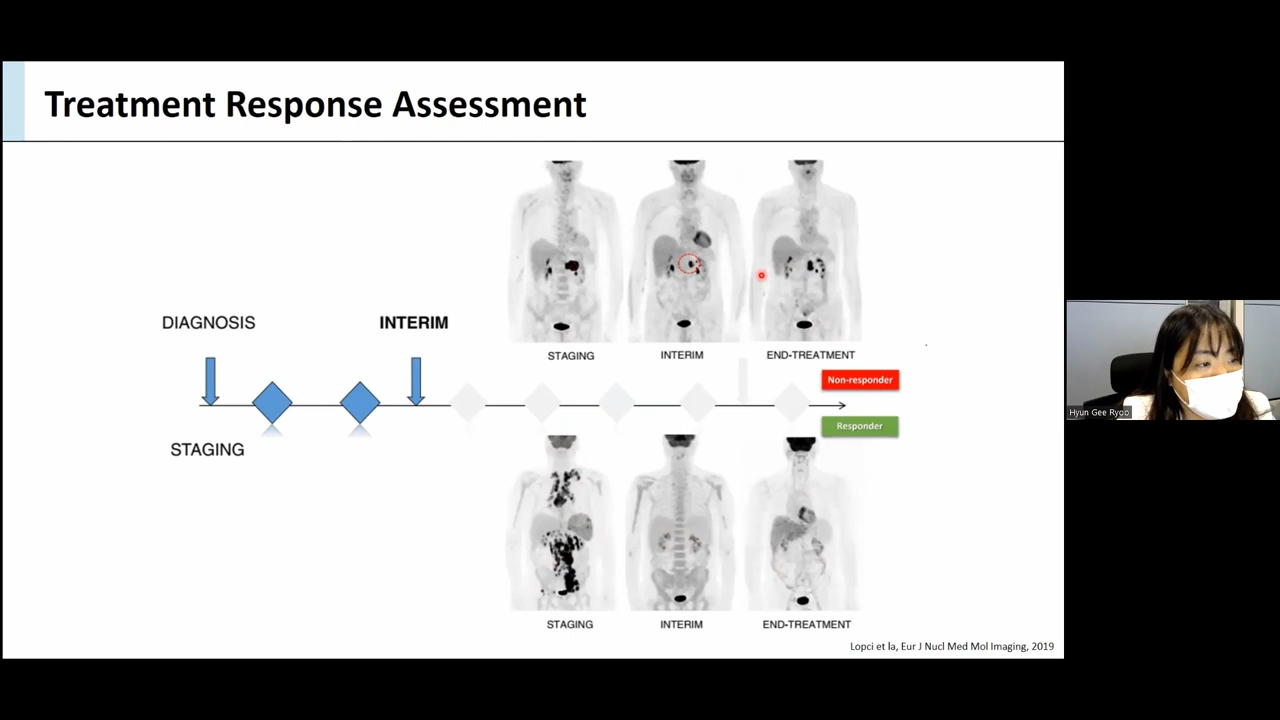 Treatment Response Assessment
DIAGNOSIS
INTERIM
STAGING
STAGING
INTERIM
END-TREATMENT
Non-responder
Responder
STAGING
INTERIM
END-TREATMENT
Lopci et la, Eur J Nucl Med Mol Imaging, 2019
Hyun Gee Ryoo